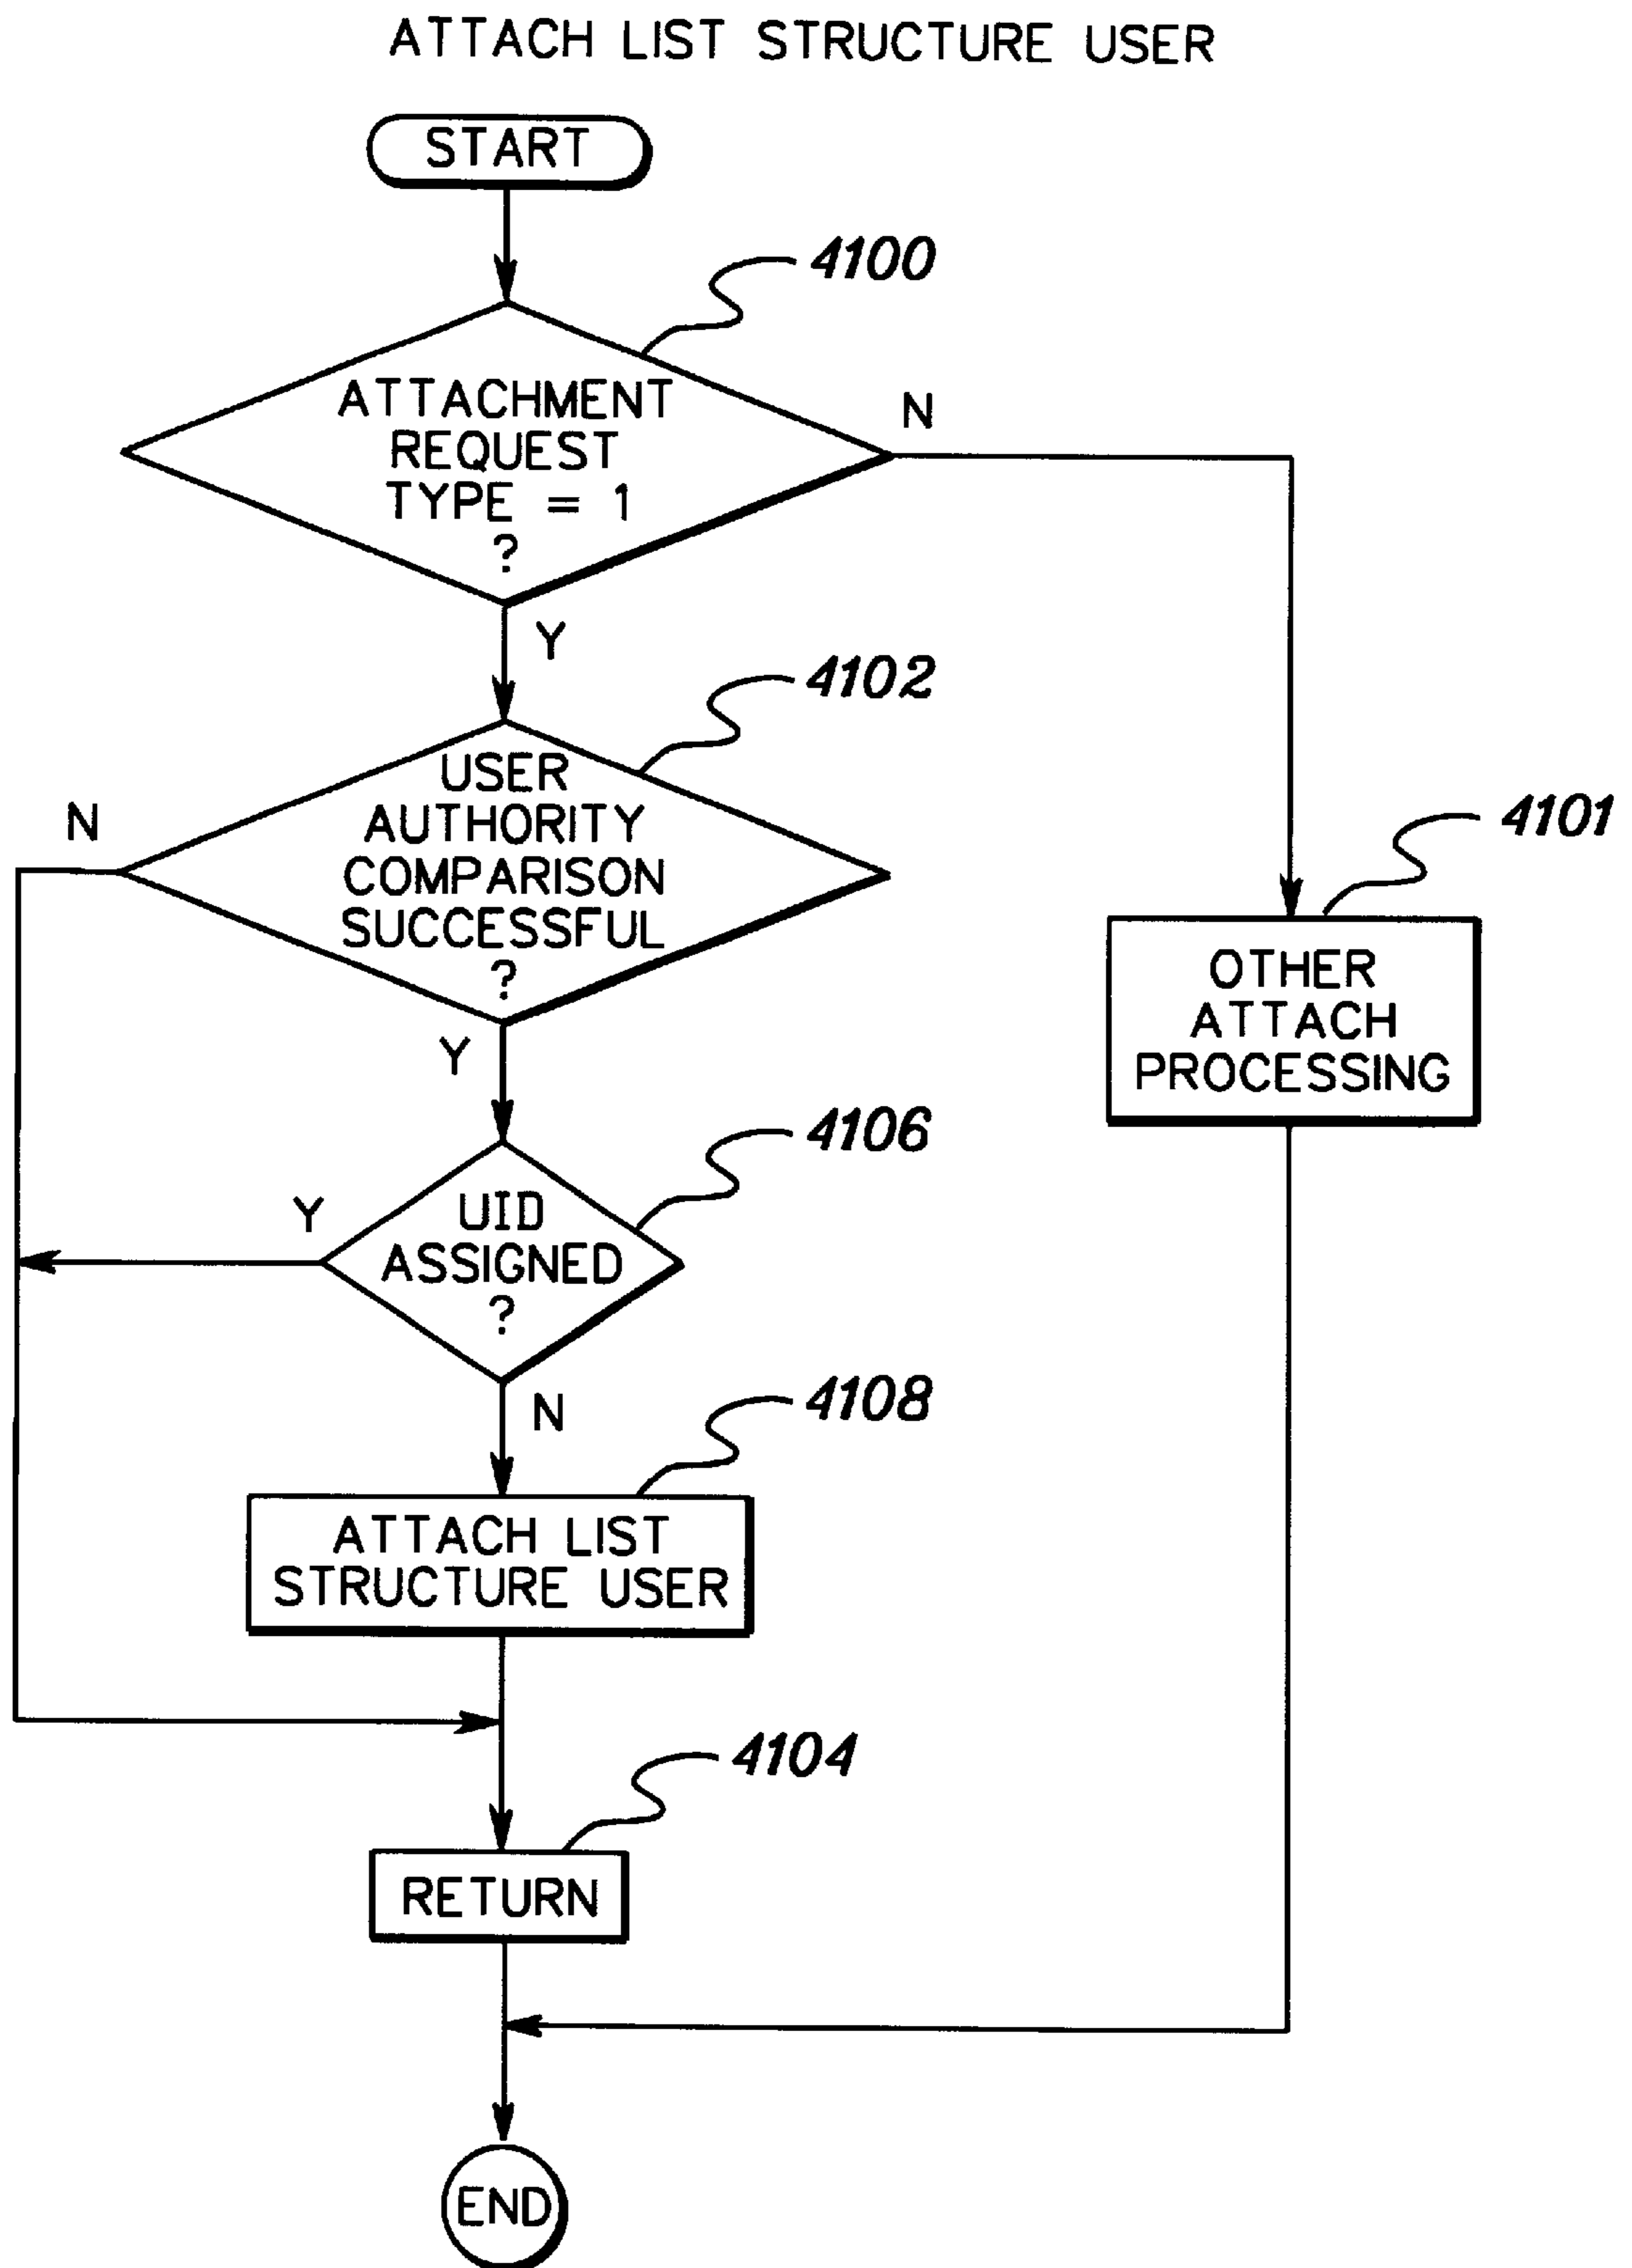 ATTACH LIST STRUCTURE USER
START
4100
ATTACHMENT
REQUEST
TYPE = 1
?
N
Y
4102
USER
AUTHORITY
COMPARISON
SUCCESSFUL
?
N
Y
4101
OTHER
ATTACH
PROCESSING
4106
UID
ASSIGNED
?
Y
N
4108
ATTACH LIST
STRUCTURE USER
4104
RETURN
END